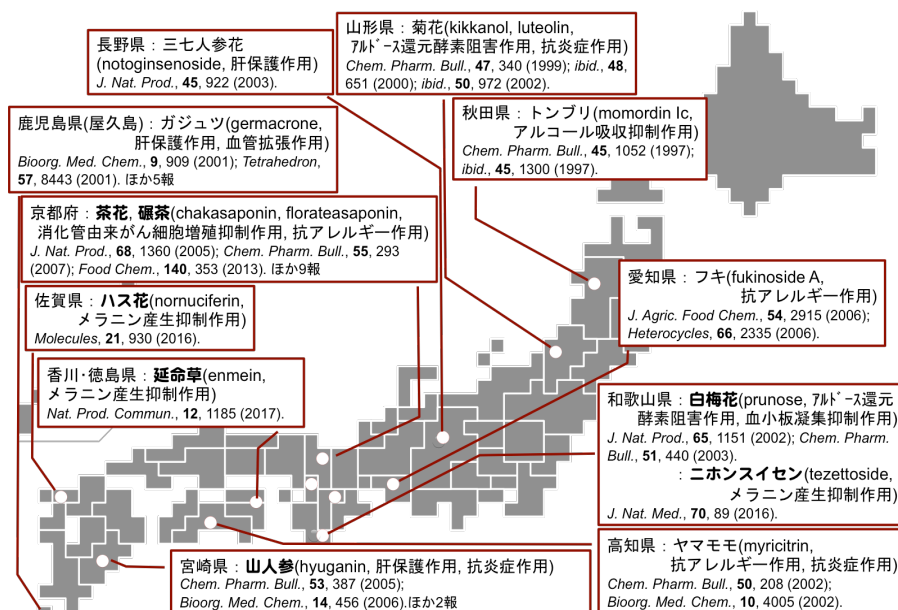 長野県：三七人参花
(notoginsenoside, 肝保護作用)
J. Nat. Prod., 45, 922 (2003).
山形県：菊花(kikkanol, luteolin,
ｱﾙﾄﾞｰｽ還元酵素阻害作用, 抗炎症作用)
Chem. Pharm. Bull., 47, 340 (1999); ibid., 48,
651 (2000); ibid., 50, 972 (2002).
秋田県：トンブリ(momordin Ic,
アルコール吸収抑制作用)
Chem. Pharm. Bull., 45, 1052 (1997);
ibid., 45, 1300 (1997).
鹿児島県(屋久島)：ガジュツ(germacrone,
肝保護作用, 血管拡張作用)
Bioorg. Med. Chem., 9, 909 (2001); Tetrahedron,
57, 8443 (2001). ほか5報
京都府：茶花, 碾茶(chakasaponin, florateasaponin,
消化管由来がん細胞増殖抑制作用, 抗アレルギー作用)
J. Nat. Prod., 68, 1360 (2005); Chem. Pharm. Bull., 55, 293
(2007); Food Chem., 140, 353 (2013). ほか9報
愛知県：フキ(fukinoside A,
抗アレルギー作用)
J. Agric. Food Chem., 54, 2915 (2006);
Heterocycles, 66, 2335 (2006).
佐賀県：ハス花(nornuciferin,
メラニン産生抑制作用)
Molecules, 21, 930 (2016).
香川･徳島県：延命草(enmein,
メラニン産生抑制作用)
Nat. Prod. Commun., 12, 1185 (2017).
和歌山県：白梅花(prunose, ｱﾙﾄﾞｰｽ還元
酵素阻害作用, 血小板凝集抑制作用)
J. Nat. Prod., 65, 1151 (2002); Chem. Pharm.
Bull., 51, 440 (2003).
：ニホンスイセン(tezettoside,
メラニン産生抑制作用)
J. Nat. Med., 70, 89 (2016).
宮崎県：山人参(hyuganin, 肝保護作用, 抗炎症作用)
Chem. Pharm. Bull., 53, 387 (2005);
Bioorg. Med. Chem., 14, 456 (2006).ほか2報
高知県：ヤマモモ(myricitrin,
抗アレルギー作用, 抗炎症作用)
Chem. Pharm. Bull., 50, 208 (2002);
Bioorg. Med. Chem., 10, 4005 (2002).